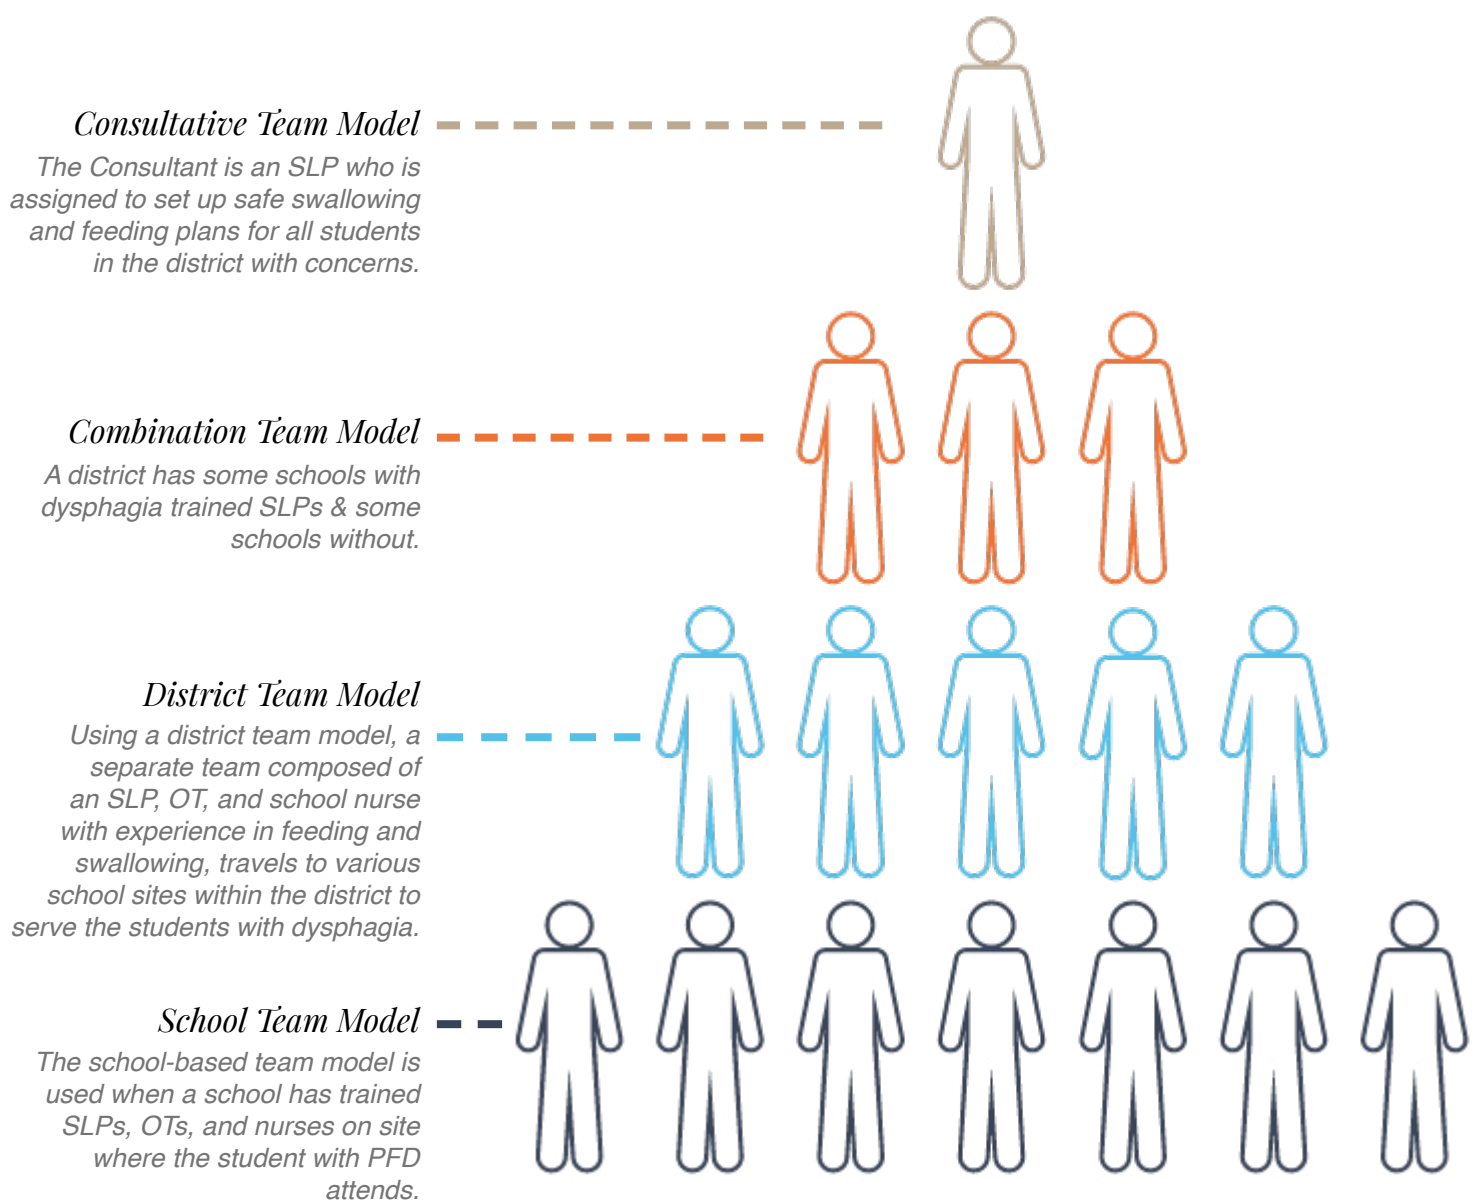 Consultative Team Model
The Consultant is an SLP who is
assigned to set up safe swallowing
and feeding plans for all students
in the district with concerns.
Combination Team Model
A district has some schools with
dysphagia trained SLPs & some
schools without.
District Team Model
Using a district team model, a
separate team composed of
an SLP, OT, and school nurse
with experience in feeding and
swallowing, travels to various
school sites within the district to
serve the students with dysphagia.
School Team Model
The school-based team model is
used when a school has trained
SLPs, OTs, and nurses on site
where the student with PFD
attends.